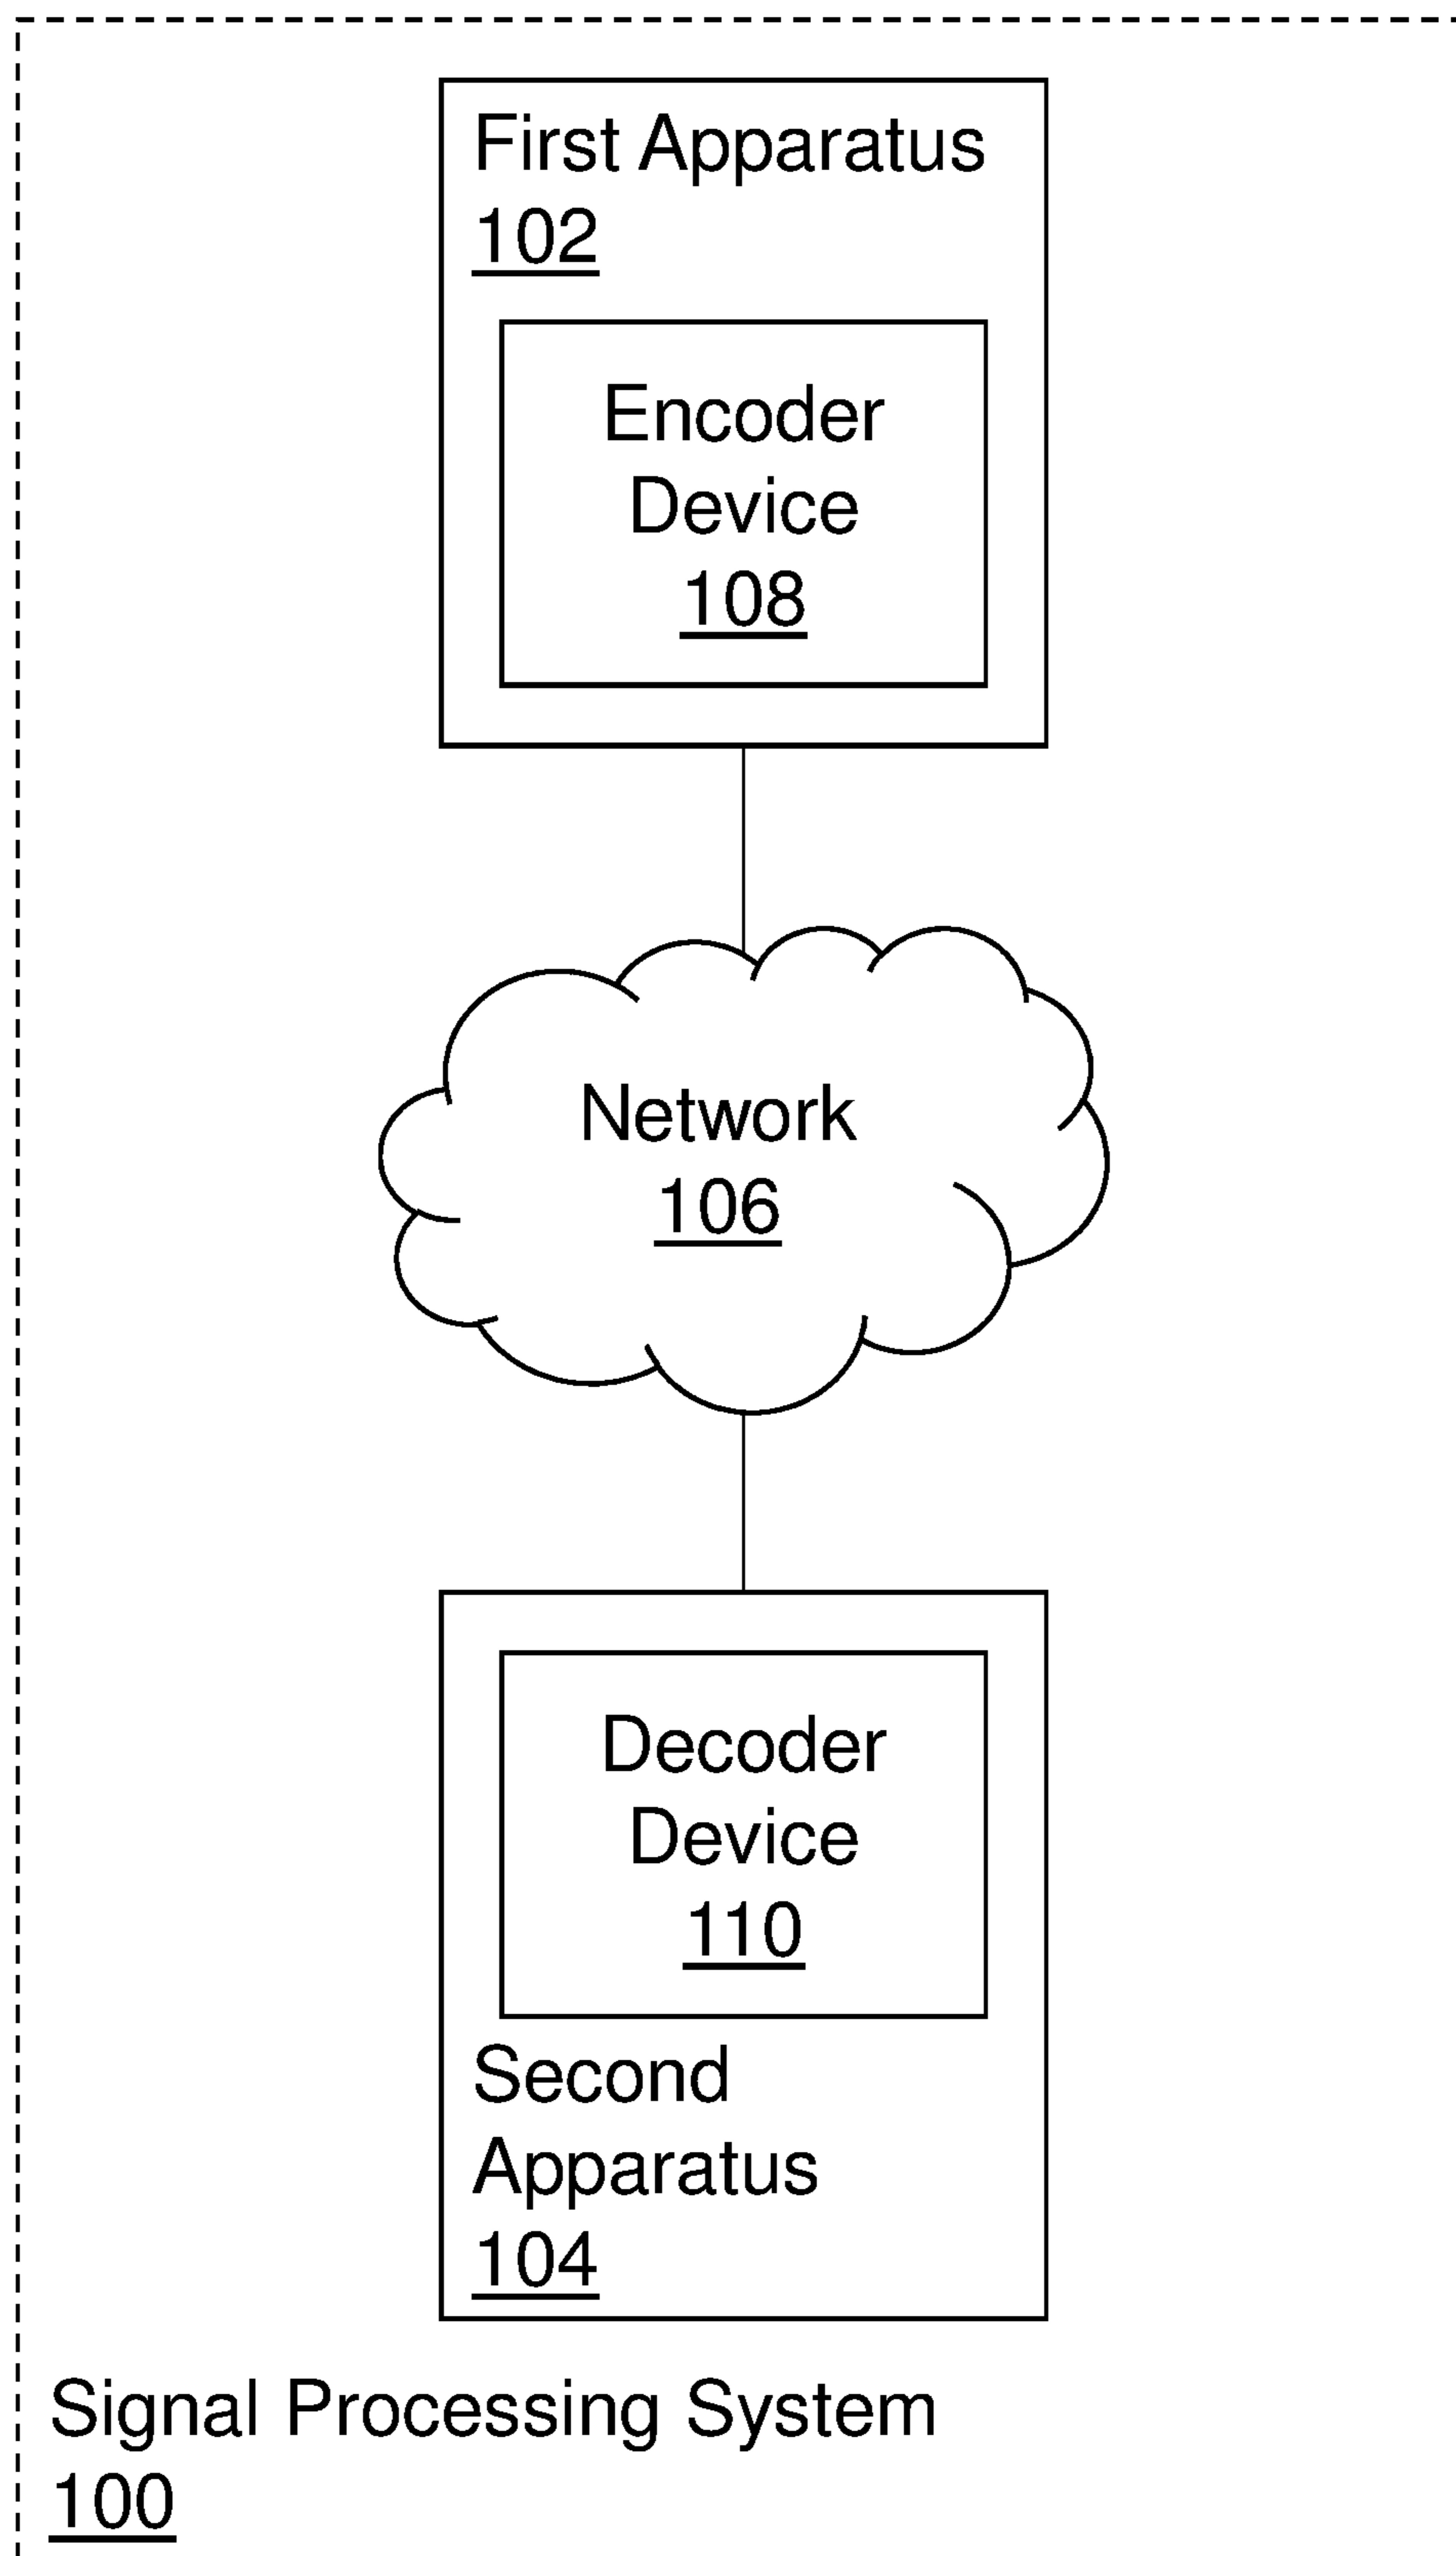 First Apparatus
102
Encoder
Device
108
Network
106
Decoder
Device
110
Second
Apparatus
104
Signal Processing System
100